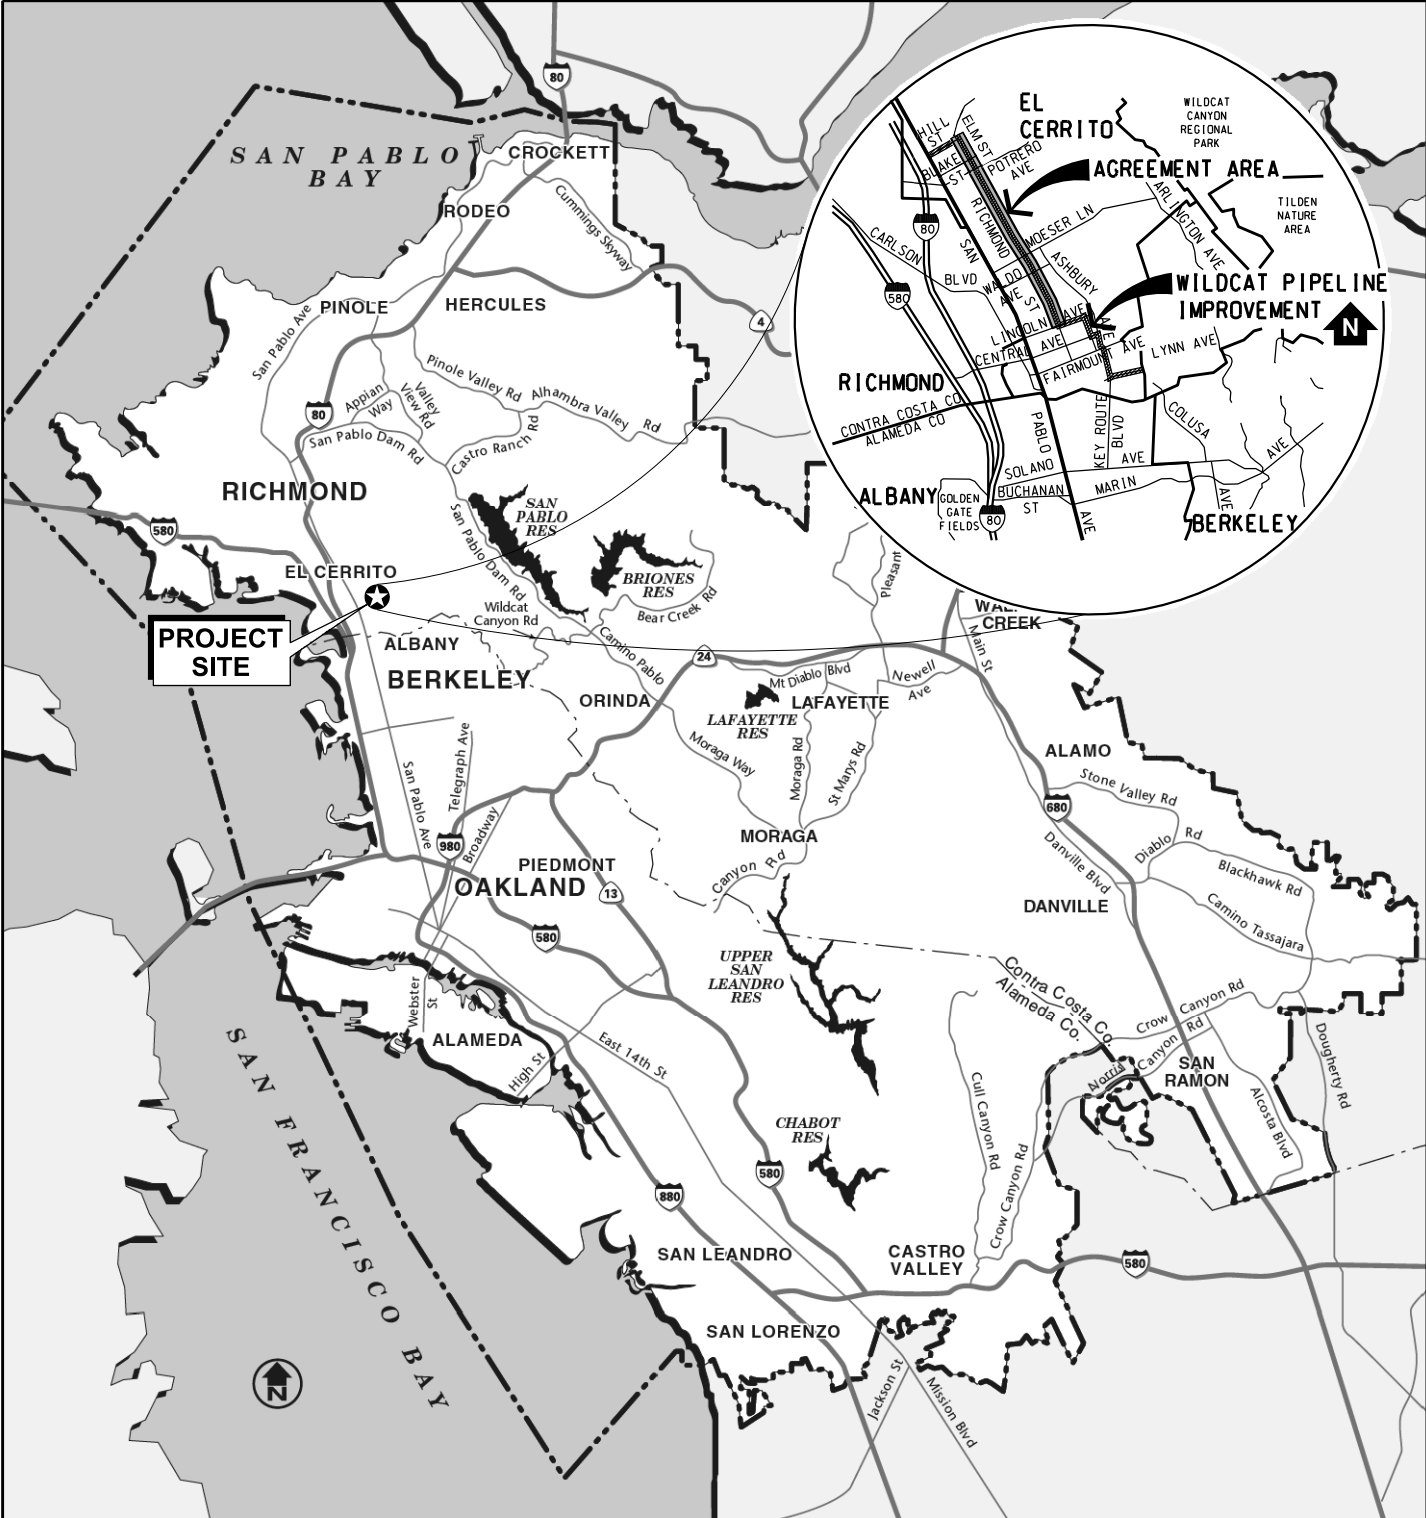 80
SAN PABLO
BAY
CROCKETT
RODEO
Cummings Skyway
HERCULES
PINOLE
San Pablo Ave
4
Pinole Valley Rd
Alhambra Valley Rd
Appian
Way
Valley
View Rd
80
San Pablo Dam Rd
Castro Ranch Rd
RICHMOND
580
SAN
PABLO
RES
San Pablo Dam Rd
BRIONES
RES
Bear Creek Rd
EL CERRITO
Wildcat
Canyon Rd
PROJECT
SITE
ALBANY
BERKELEY
Camino Pablo
ORINDA
24
Pleasant
Mt Diablo Blvd
Newell
Ave
LAFAYETTE
LAFAYETTE
RES
CREEK
Main St
Moraga Way
Moraga Rd
St Marys Rd
MORAGA
Canyon Rd
ALAMO
Stone Valley Rd
680
Danville Blvd
Diablo Rd
Blackhawk Rd
Camino Tassajara
DANVILLE
San Pablo Ave
Telegraph Ave
Broadway
980
PIEDMONT
OAKLAND
13
580
UPPER
SAN
LEANDRO
RES
Contra Costa Co.
Alameda Co.
Crow Canyon Rd
Norris Canyon Rd
SAN
RAMON
Dougherty Rd
Alcosta Blvd
Webster
St
ALAMEDA
High St
East 14th St
Cull Canyon Rd
Crow Canyon Rd
CHABOT
RES
580
880
SAN LEANDRO
CASTRO
VALLEY
580
SAN LORENZO
Jackson St
Mission Blvd
SAN FRANCISCO BAY
N
EL
CERRITO
WILDCAT
CANYON
REGIONAL
PARK
HILL
ST
ELM ST
BLAKE
ST
POTRERO
AVE
AGREEMENT AREA
ARLINGTON AVE
TILDEN
NATURE
AREA
80
CARLSON
BLVD
RICHMOND
ST
SAN
PABLO
AVE
MOESER LN
ASHBURY
AVE
WALDO
AVE
580
WILDCAT PIPELINE
IMPROVEMENT
N
LINCOLN AVE
CENTRAL AVE
FAIRMOUNT AVE
LYNN AVE
RICHMOND
CONTRA COSTA CO
ALAMEDA CO
KEY ROUTE
BLVD
COLUSA
AVE
SOLANO AVE
MARIN AVE
BUCHANAN
ST
ALBANY
GOLDEN
GATE
FIELDS
80
BERKELEY